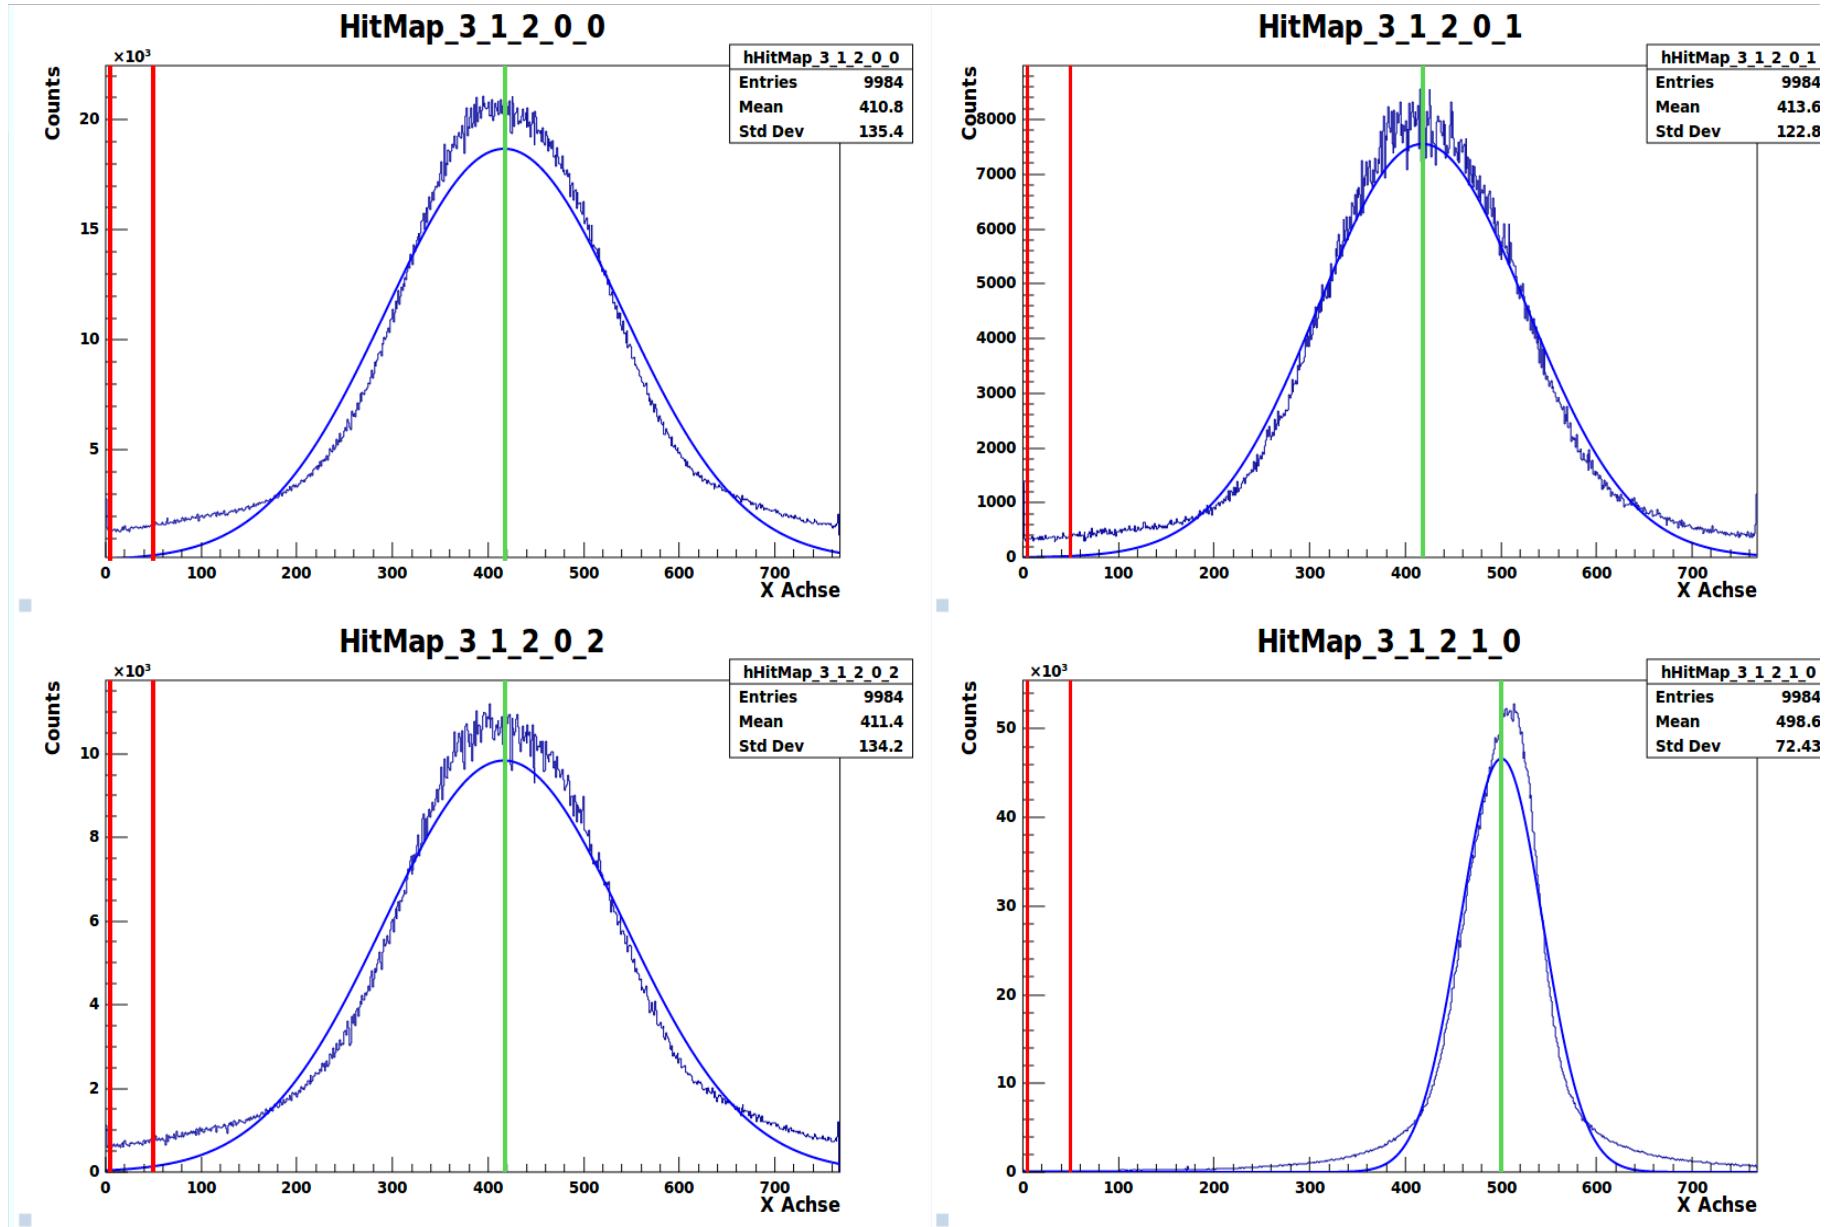 HitMap_3_1_2_0_0
×10³
Counts
hHitMap_3_1_2_0_0
Entries 9984
Mean 410.8
Std Dev 135.4
20
15
10
5
0 100 200 300 400 500 600 700
X Achse
HitMap_3_1_2_0_1
Counts
hHitMap_3_1_2_0_1
Entries 9984
Mean 413.6
Std Dev 122.8
8000
7000
6000
5000
4000
3000
2000
1000
0
0 100 200 300 400 500 600 700
X Achse
HitMap_3_1_2_0_2
×10³
Counts
hHitMap_3_1_2_0_2
Entries 9984
Mean 411.4
Std Dev 134.2
10
8
6
4
2
0
0 100 200 300 400 500 600 700
X Achse
HitMap_3_1_2_1_0
×10³
Counts
hHitMap_3_1_2_1_0
Entries 9984
Mean 498.6
Std Dev 72.43
50
40
30
20
10
0
0 100 200 300 400 500 600 700
X Achse